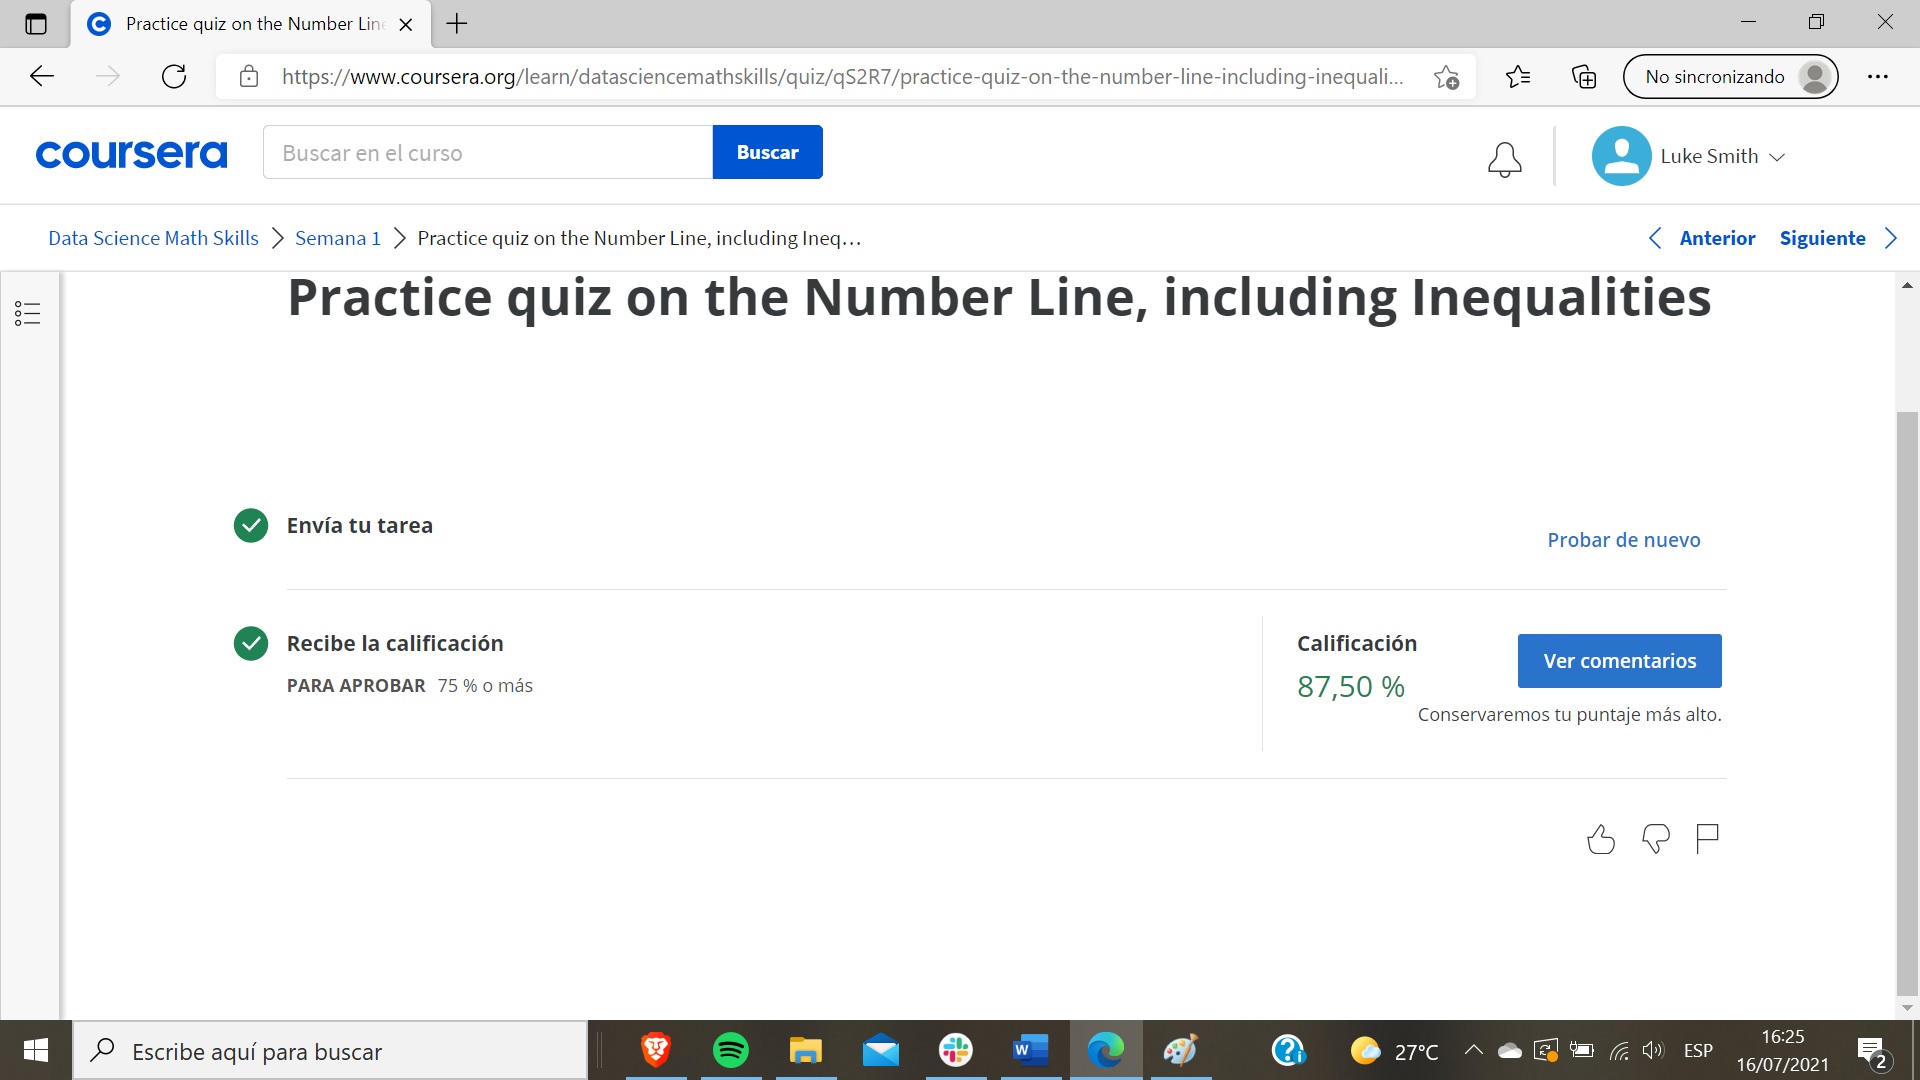 Practice quiz on the Number Line
https://www.coursera.org/learn/datasciencemathskills/quiz/qS2R7/practice-quiz-on-the-number-line-including-inequali...
No sincronizando
coursera
Buscar en el curso
Buscar
Luke Smith
Data Science Math Skills
Semana 1
Practice quiz on the Number Line, including Ineq…
Anterior
Siguiente
Practice quiz on the Number Line, including Inequalities
Envía tu tarea
Probar de nuevo
Recibe la calificación
PARA APROBAR 75 % o más
Calificación
87,50 %
Ver comentarios
Conservaremos tu puntaje más alto.
Escribe aquí para buscar
27°C
ESP
16:25
16/07/2021
2